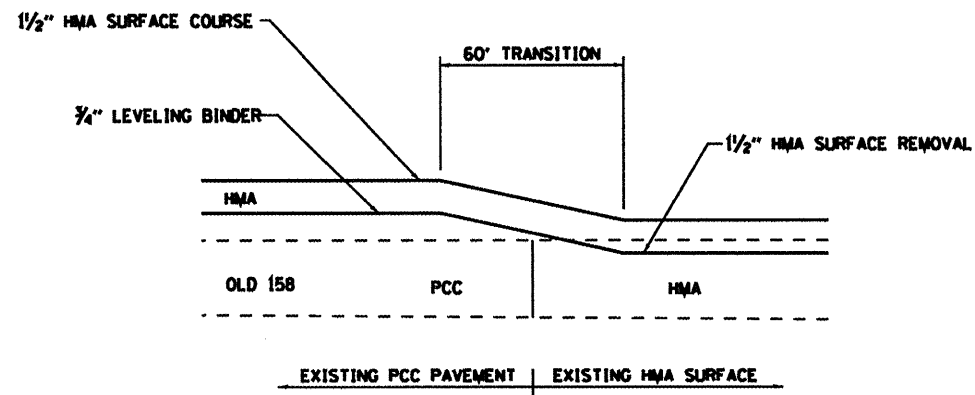 1½" HMA SURFACE COURSE
60' TRANSITION
¾" LEVELING BINDER
1½" HMA SURFACE REMOVAL
HMA
OLD 158
PCC
HMA
EXISTING PCC PAVEMENT
EXISTING HMA SURFACE